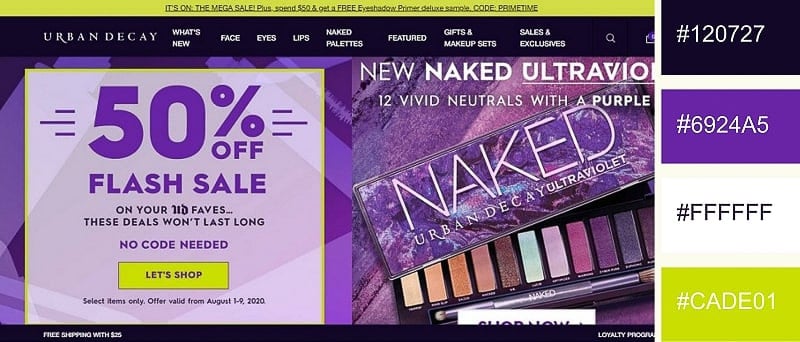 IT'S ON: THE MEGA SALE! Plus, spend $50 & get a FREE Eyeshadow Primer deluxe sample. CODE: PRIMETIME
URBAN DECAY
WHAT'S NEW
FACE
EYES
LIPS
NAKED PALETTES
FEATURED
GIFTS & MAKEUP SETS
SALES & EXCLUSIVES
50% OFF
FLASH SALE
ON YOUR UD FAVES...
THESE DEALS WON'T LAST LONG
NO CODE NEEDED
LET'S SHOP
Select items only. Offer valid from August 1-9, 2020.
NEW NAKED ULTRAVIO
12 VIVID NEUTRALS WITH A PURPLE
NAKED
ULTRAVIOLET
URBAN DECAY
NAKED
SHOP NOW
FREE SHIPPING WITH $25
LOYALTY PROGRA
#120727
#6924A5
#FFFFFF
#CADE01